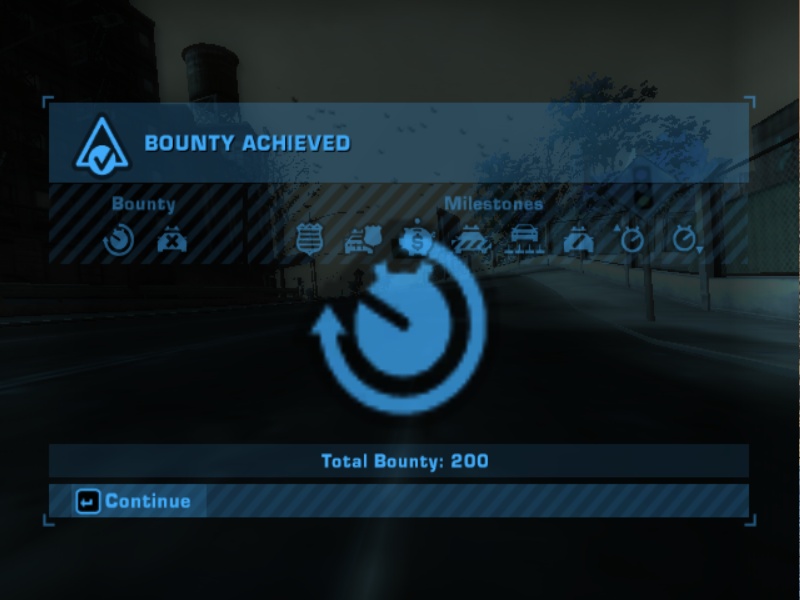 BOUNTY ACHIEVED
Bounty Milestones
$
Total Bounty: 200
Continue